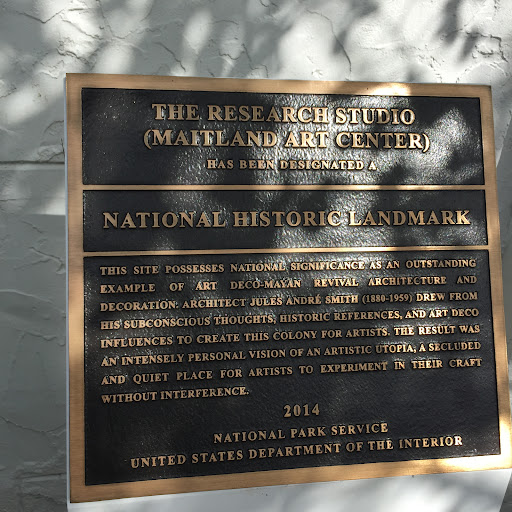 THE RESEARCH STUDIO
(MAITLAND ART CENTER)
HAS BEEN DESIGNATED A
NATIONAL HISTORIC LANDMARK
THIS SITE POSSESSES NATIONAL SIGNIFICANCE AS AN OUTSTANDING
EXAMPLE OF ART DECO-MAYAN REVIVAL ARCHITECTURE AND
DECORATION. ARCHITECT JULES ANDRÉ SMITH (1880-1959) DREW FROM
HIS SUBCONSCIOUS THOUGHTS, HISTORIC REFERENCES, AND ART DECO
INFLUENCES TO CREATE THIS COLONY FOR ARTISTS. THE RESULT WAS
AN INTENSELY PERSONAL VISION OF AN ARTISTIC UTOPIA, A SECLUDED
AND QUIET PLACE FOR ARTISTS TO EXPERIMENT IN THEIR CRAFT
WITHOUT INTERFERENCE.
2014
NATIONAL PARK SERVICE
UNITED STATES DEPARTMENT OF THE INTERIOR